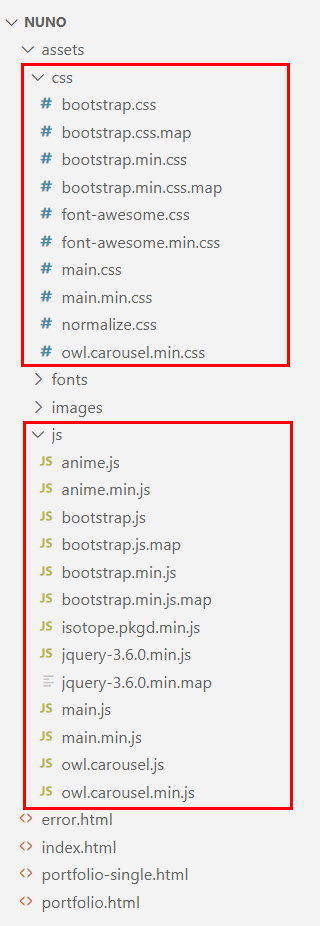 NUNO
assets
css
# bootstrap.css
# bootstrap.css.map
# bootstrap.min.css
# bootstrap.min.css.map
# font-awesome.css
# font-awesome.min.css
# main.css
# main.min.css
# normalize.css
# owl.carousel.min.css
fonts
images
js
JS anime.js
JS anime.min.js
JS bootstrap.js
JS bootstrap.js.map
JS bootstrap.min.js
JS bootstrap.min.js.map
JS isotope.pkgd.min.js
JS jquery-3.6.0.min.js
jquery-3.6.0.min.map
JS main.js
JS main.min.js
JS owl.carousel.js
JS owl.carousel.min.js
<> error.html
<> index.html
<> portfolio-single.html
<> portfolio.html